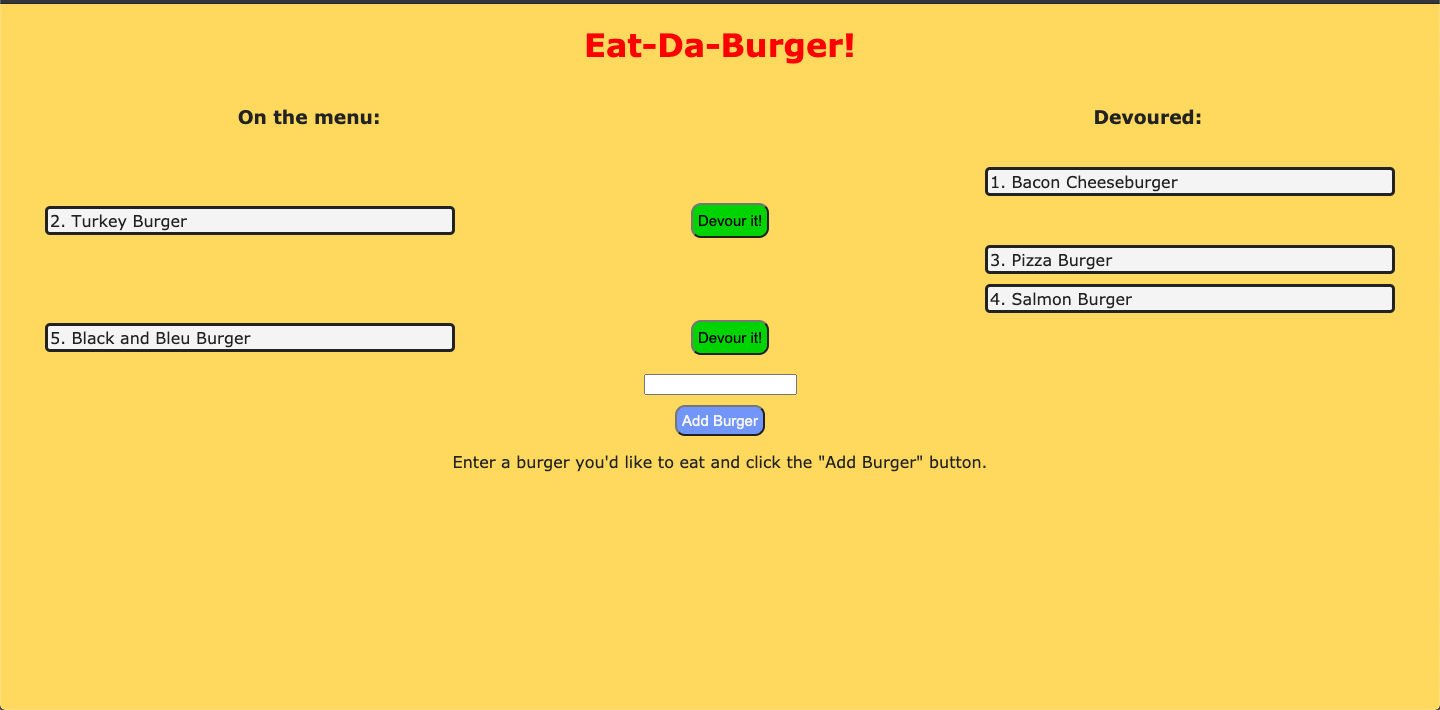 Eat-Da-Burger!
On the menu:
Devoured:
1. Bacon Cheeseburger
2. Turkey Burger
Devour it!
3. Pizza Burger
4. Salmon Burger
5. Black and Bleu Burger
Devour it!
Add Burger
Enter a burger you'd like to eat and click the "Add Burger" button.